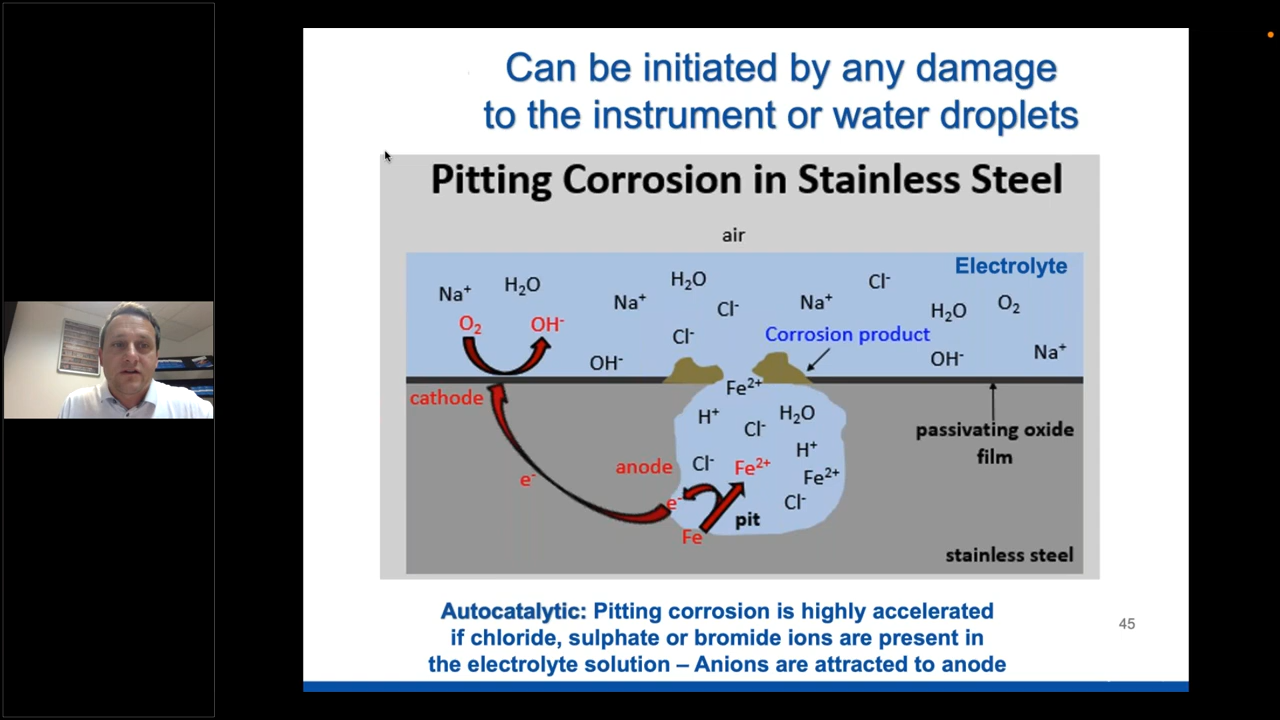 Can be initiated by any damage
to the instrument or water droplets
Pitting Corrosion in Stainless Steel
air
Electrolyte
Na⁺ H₂O Na⁺ H₂O Cl⁻ Na⁺ Cl⁻ H₂O O₂
O₂ OH⁻ Cl⁻ Corrosion product
OH⁻ OH⁻ Na⁺
cathode Fe²⁺
H⁺ Cl⁻ H₂O
passivating oxide
film
anode Cl⁻ Fe²⁺ H⁺
Fe²⁺
e⁻ e⁻ Cl⁻
pit
Fe
stainless steel
Autocatalytic: Pitting corrosion is highly accelerated
if chloride, sulphate or bromide ions are present in
the electrolyte solution – Anions are attracted to anode
45